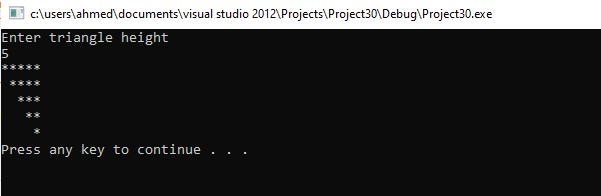 c:\users\ahmed\documents\visual studio 2012\Projects\Project30\Debug\Project30.exe
Enter triangle height
5
*****
 ****
  ***
   **
    *
Press any key to continue . . .